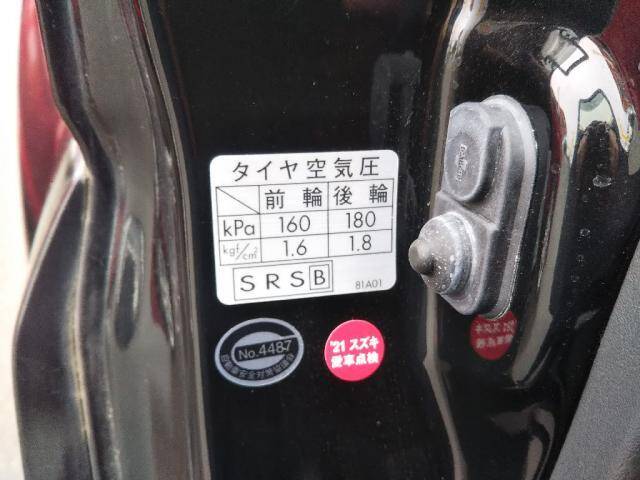 タイヤ空気圧
前輪 後輪
kPa 160 180
kgf/cm² 1.6 1.8
SRS B
81A01
No.4487
'21 スズキ
愛車点検